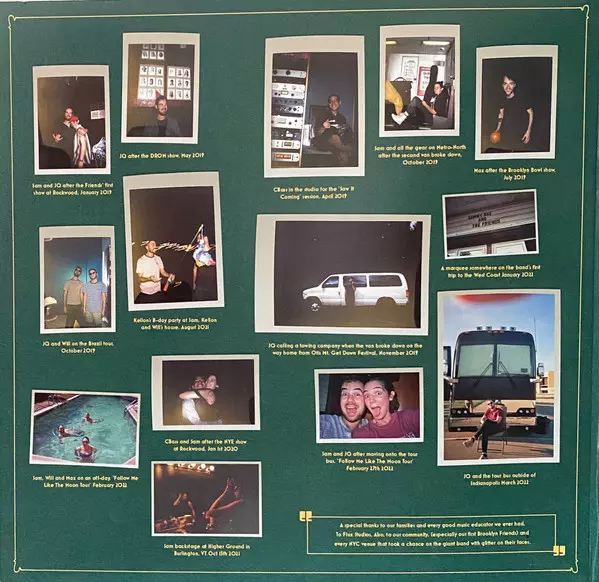 Sam and JQ after the Friends' first
show at Rockwood, January 2019
JQ after the DROM show, May 2019
CBass in the studio for the 'Saw It
Coming' session, April 2019
Sam and all the gear on Metro-North
after the second van broke down,
October 2019
Max after the Brooklyn Bowl show,
July 2019
JQ and Will on the Brazil tour,
October 2019
Kellon's B-day party at Sam, Kellon
and Will's house, August 2021
JQ calling a towing company when the van broke down on the
way home from Otis Mt. Get Down Festival, November 2019
SAMMY RAE
AND
THE FRIENDS
A marquee somewhere on the band's first
trip to the West Coast January 2022
Sam, Will and Max on an off-day, 'Follow Me
Like The Moon Tour' February 2022
CBass and Sam after the NYE show
at Rockwood, Jan 1st 2020
Sam and JQ after moving onto the tour
bus, 'Follow Me Like The Moon Tour'
February 17th 2022
JQ and the tour bus outside of
Indianapolis March 2022
Sam backstage at Higher Ground in
Burlington, VT Oct 15th 2021
A special thanks to our families and every good music educator we ever had.
To Flux Studios. Also, to our community, (especially our first Brooklyn Friends) and
every NYC venue that took a chance on the giant band with glitter on their faces.